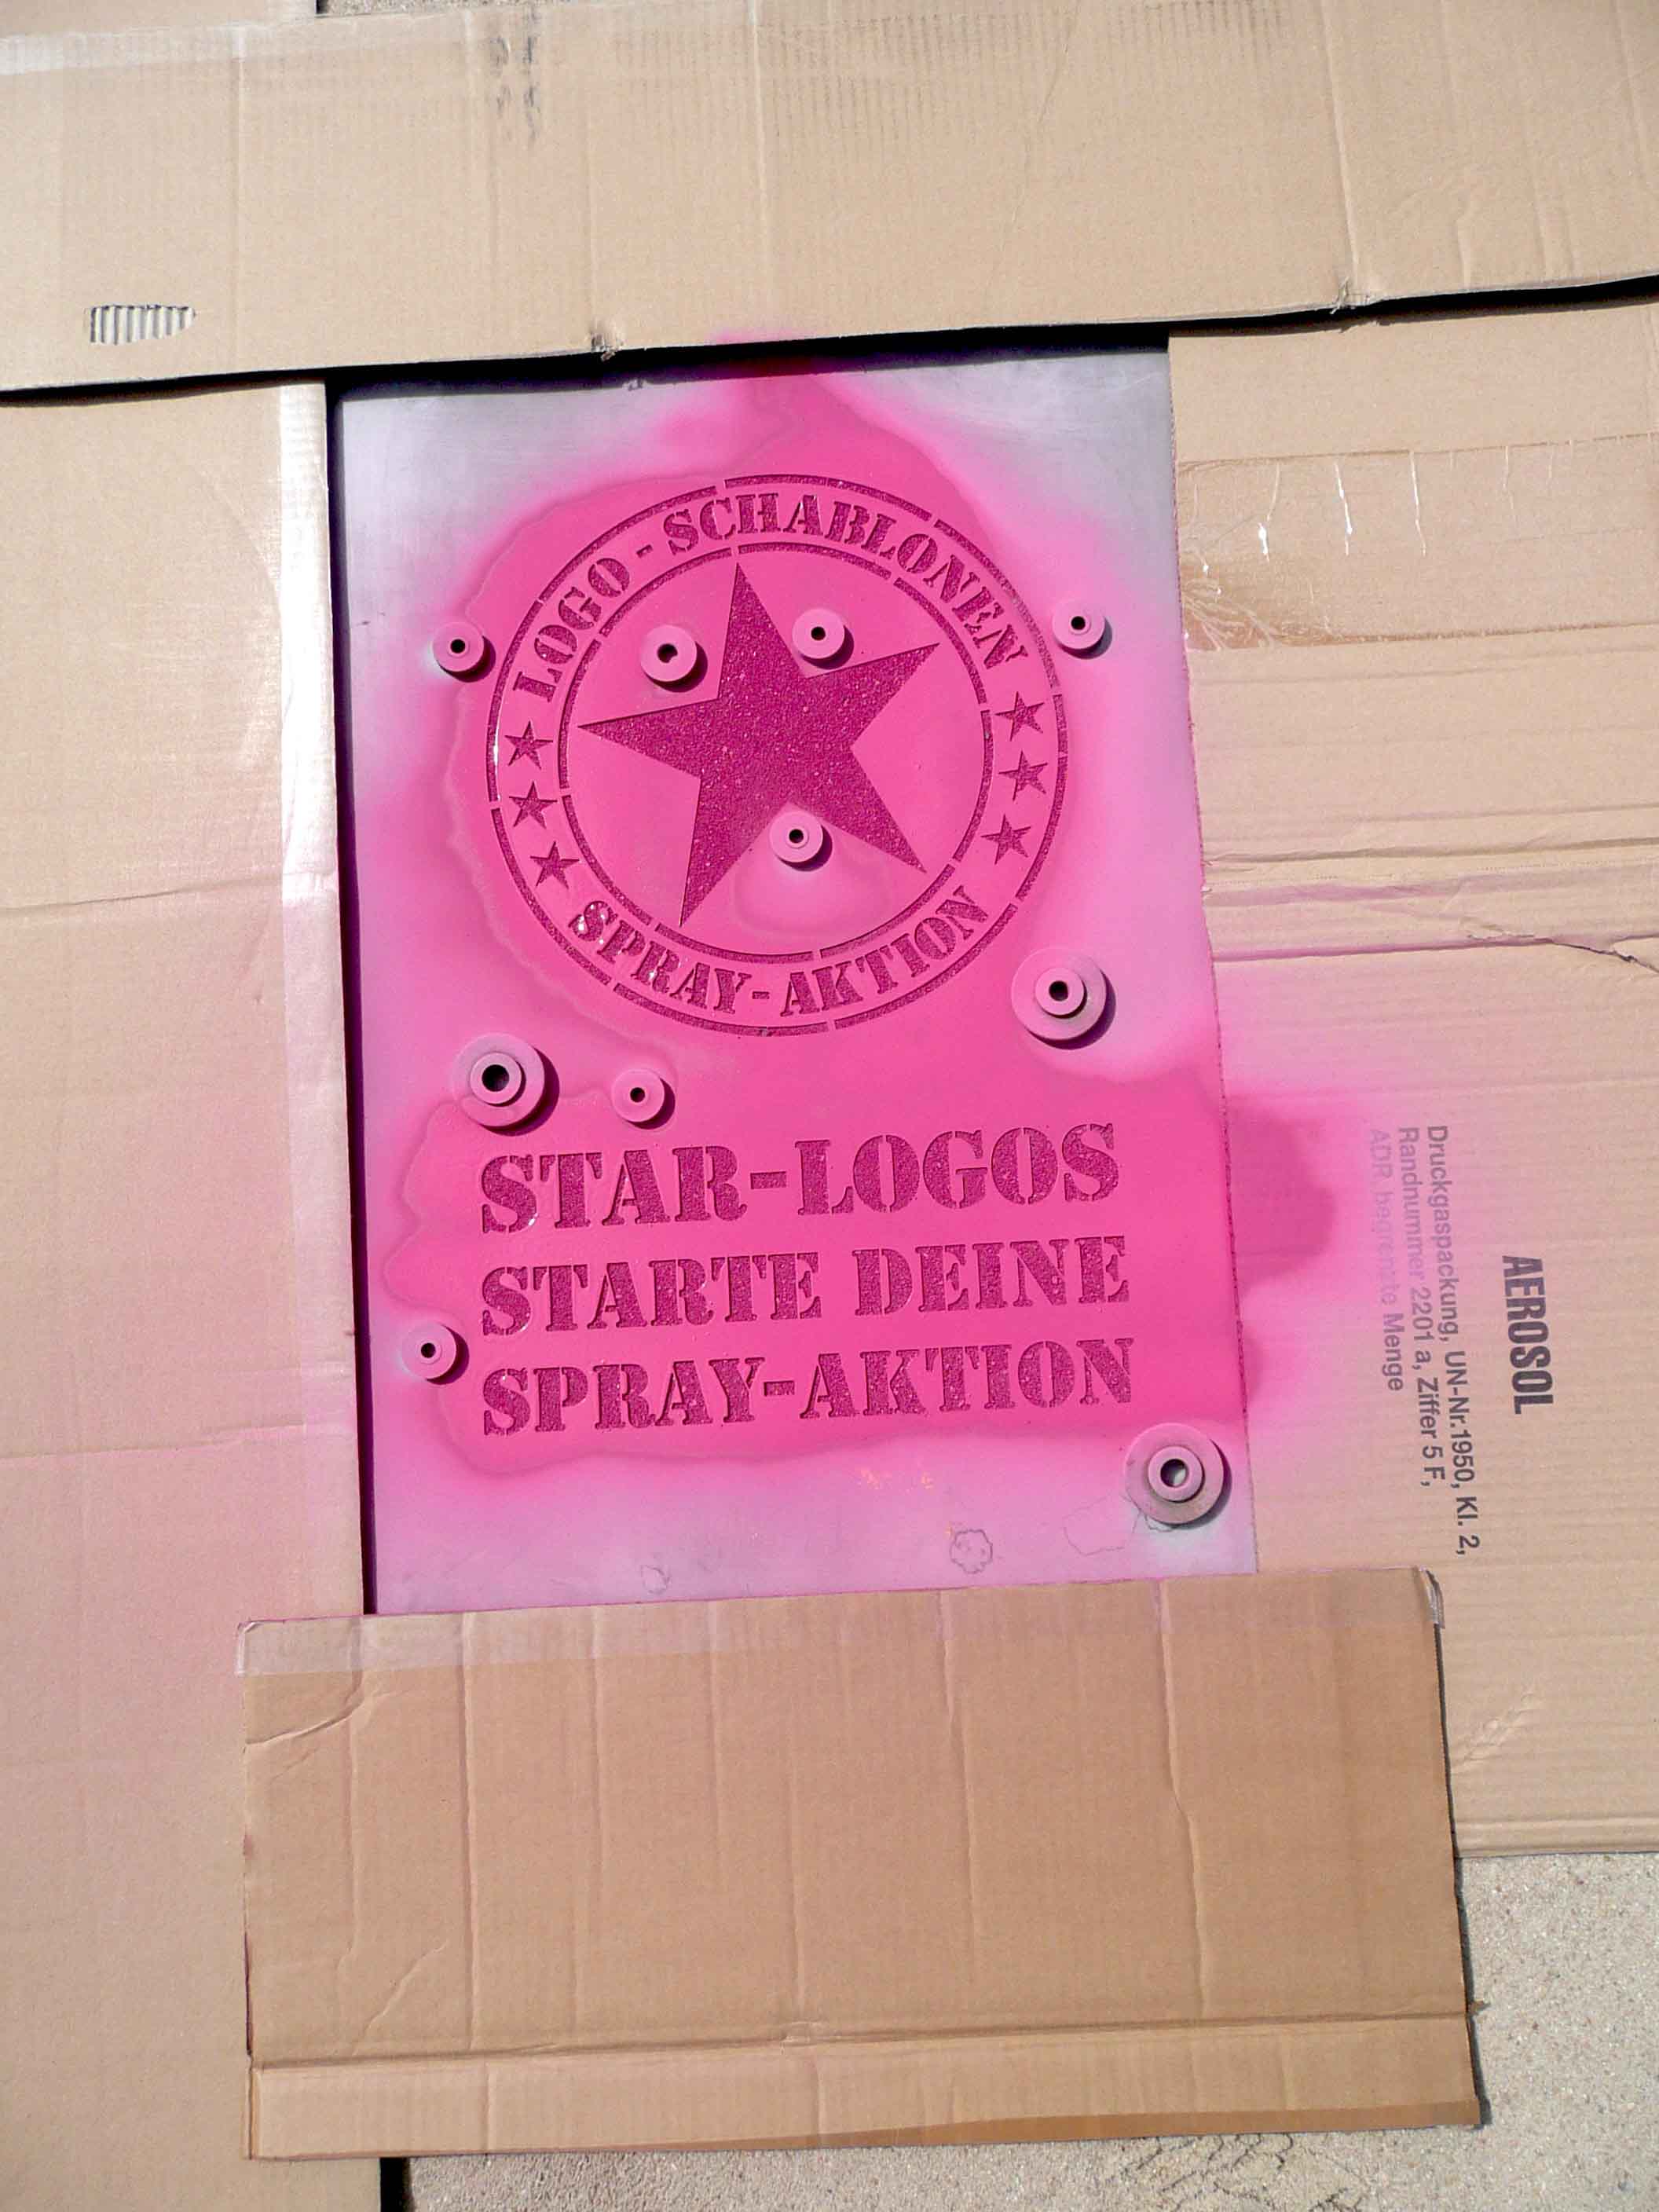 LOGO - SCHABLONEN
SPRAY-AKTION
STAR-LOGOS
STARTE DEINE
SPRAY-AKTION
AEROSOL
Druckgaspackung, UN-Nr.1950, Kl. 2,
Randnummer 2201 a, Ziffer 5 F,
ADR begrenzte Menge